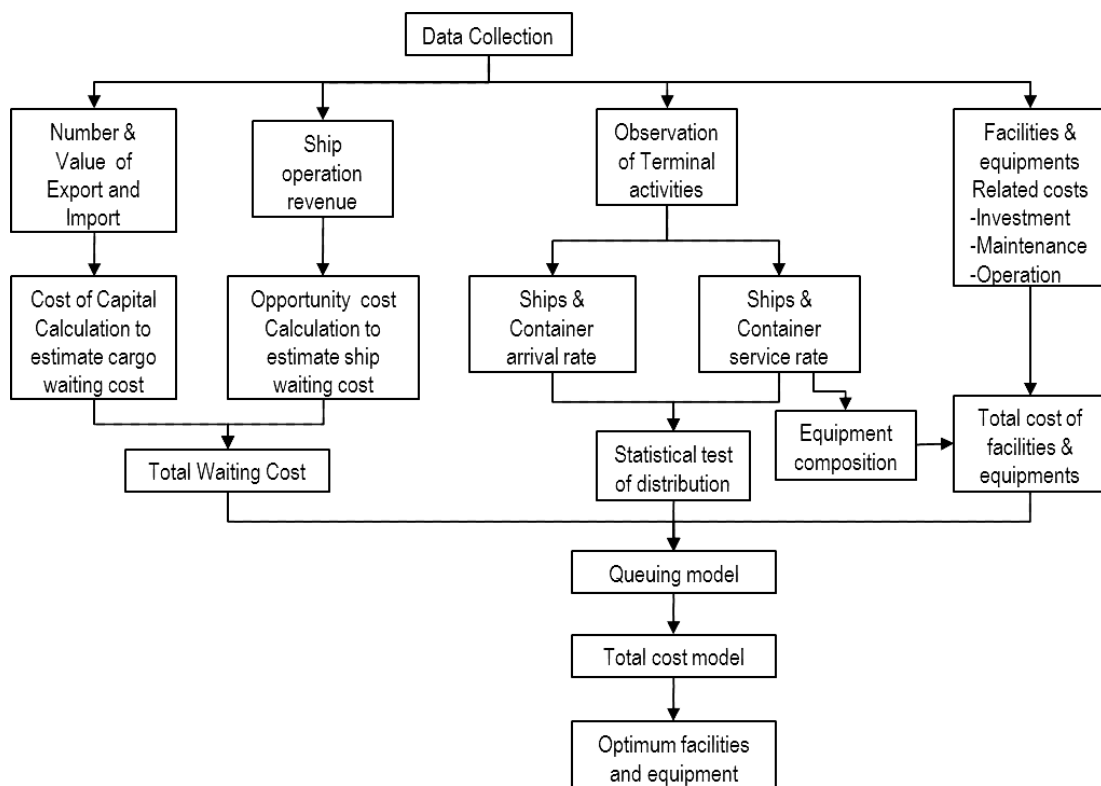 Data Collection
Number &
Value of
Export and
Import
Ship
operation
revenue
Observation
of Terminal
activities
Facilities &
equipments
Related costs
-Investment
-Maintenance
-Operation
Cost of Capital
Calculation to
estimate cargo
waiting cost
Opportunity cost
Calculation to
estimate ship
waiting cost
Ships &
Container
arrival rate
Ships &
Container
service rate
Total Waiting Cost
Statistical test
of distribution
Equipment
composition
Total cost of
facilities &
equipments
Queuing model
Total cost model
Optimum facilities
and equipment